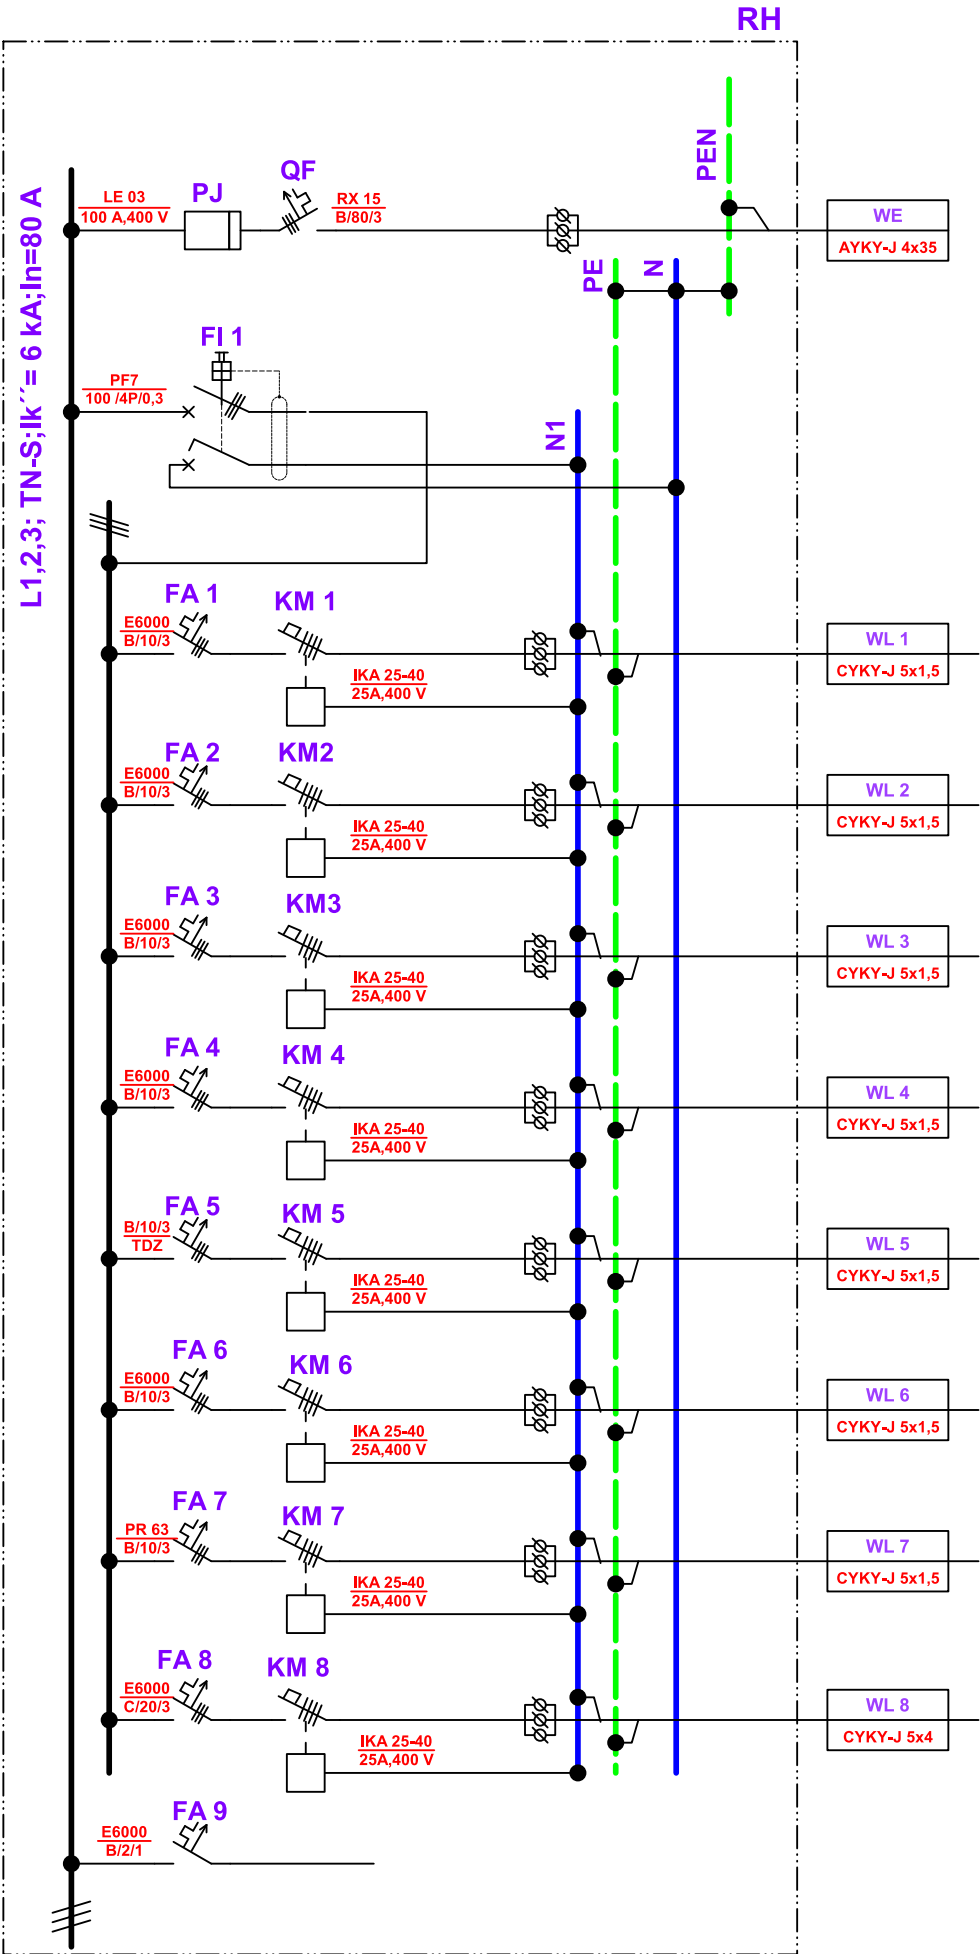 RH
L1,2,3; TN-S;Ik´´= 6 kA;In=80 A
LE 03
100 A,400 V
PJ
QF
RX 15
B/80/3
PEN
WE
AYKY-J 4x35
PE
N
FI 1
PF7
100 /4P/0,3
N1
FA 1
E6000
B/10/3
KM 1
IKA 25-40
25A,400 V
WL 1
CYKY-J 5x1,5
FA 2
E6000
B/10/3
KM2
IKA 25-40
25A,400 V
WL 2
CYKY-J 5x1,5
FA 3
E6000
B/10/3
KM3
IKA 25-40
25A,400 V
WL 3
CYKY-J 5x1,5
FA 4
E6000
B/10/3
KM 4
IKA 25-40
25A,400 V
WL 4
CYKY-J 5x1,5
FA 5
B/10/3
TDZ
KM 5
IKA 25-40
25A,400 V
WL 5
CYKY-J 5x1,5
FA 6
E6000
B/10/3
KM 6
IKA 25-40
25A,400 V
WL 6
CYKY-J 5x1,5
FA 7
PR 63
B/10/3
KM 7
IKA 25-40
25A,400 V
WL 7
CYKY-J 5x1,5
FA 8
E6000
C/20/3
KM 8
IKA 25-40
25A,400 V
WL 8
CYKY-J 5x4
FA 9
E6000
B/2/1